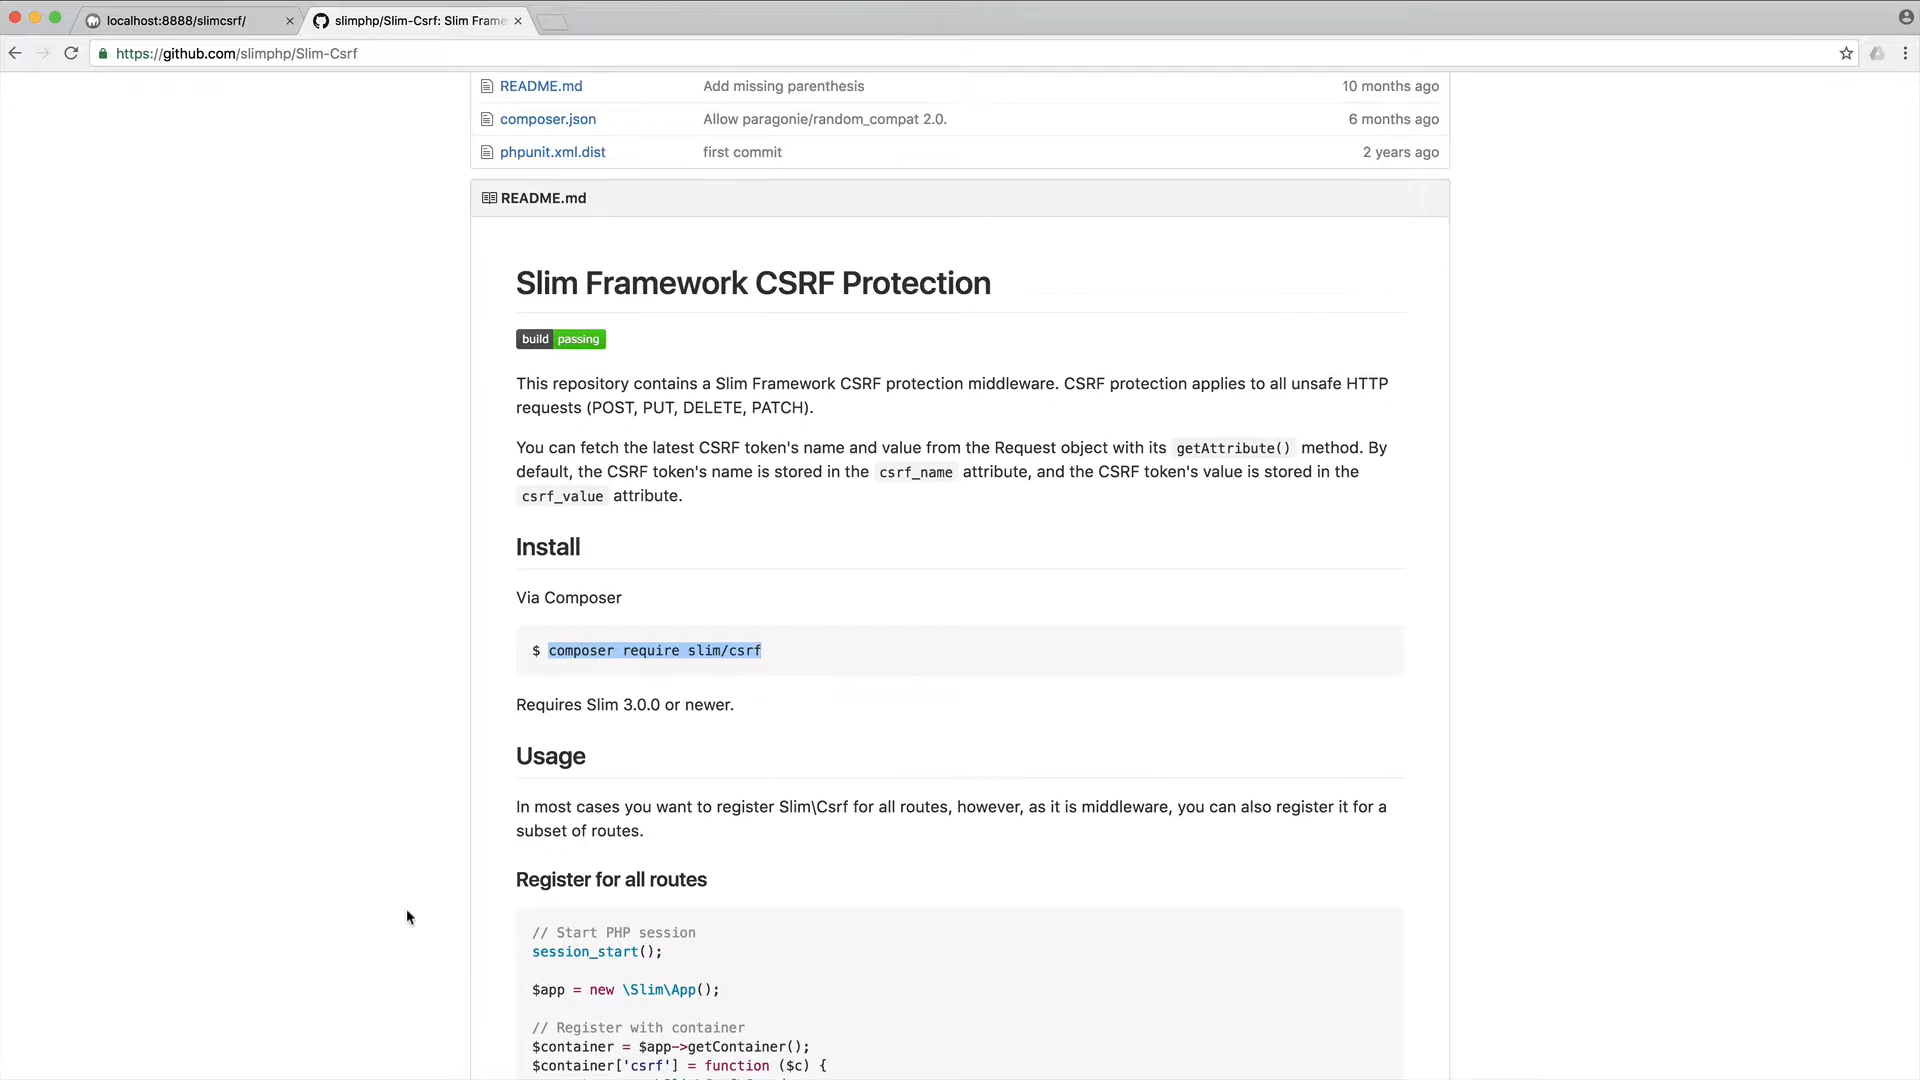 localhost:8888/slimcsrf/
slimphp/Slim-Csrf: Slim Frame
https://github.com/slimphp/Slim-Csrf
README.md Add missing parenthesis 10 months ago
composer.json Allow paragonie/random_compat 2.0. 6 months ago
phpunit.xml.dist first commit 2 years ago
README.md
Slim Framework CSRF Protection
build passing
This repository contains a Slim Framework CSRF protection middleware. CSRF protection applies to all unsafe HTTP
requests (POST, PUT, DELETE, PATCH).
You can fetch the latest CSRF token's name and value from the Request object with its getAttribute() method. By
default, the CSRF token's name is stored in the csrf_name attribute, and the CSRF token's value is stored in the
csrf_value attribute.
Install
Via Composer
$ composer require slim/csrf
Requires Slim 3.0.0 or newer.
Usage
In most cases you want to register Slim\Csrf for all routes, however, as it is middleware, you can also register it for a
subset of routes.
Register for all routes
// Start PHP session
session_start();
$app = new \Slim\App();
// Register with container
$container = $app->getContainer();
$container['csrf'] = function ($c) {